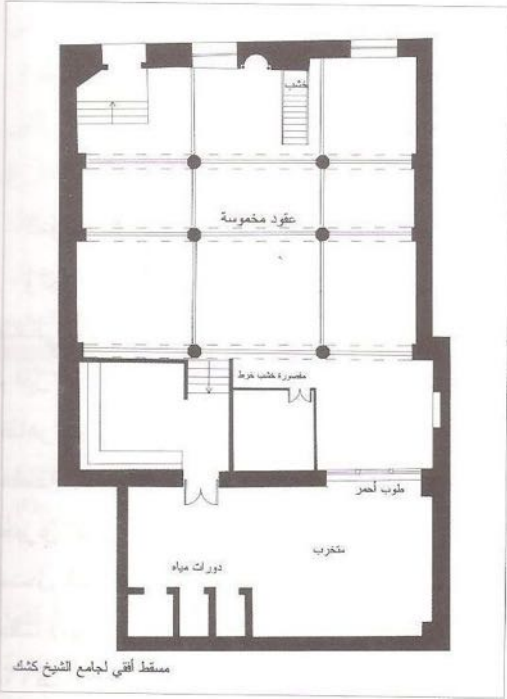 خشب
عقود مخموسة
مقصورة خشب خرط
طوب أحمر
متخرب
دورات مياه
مسقط أفقي لجامع الشيخ كشك